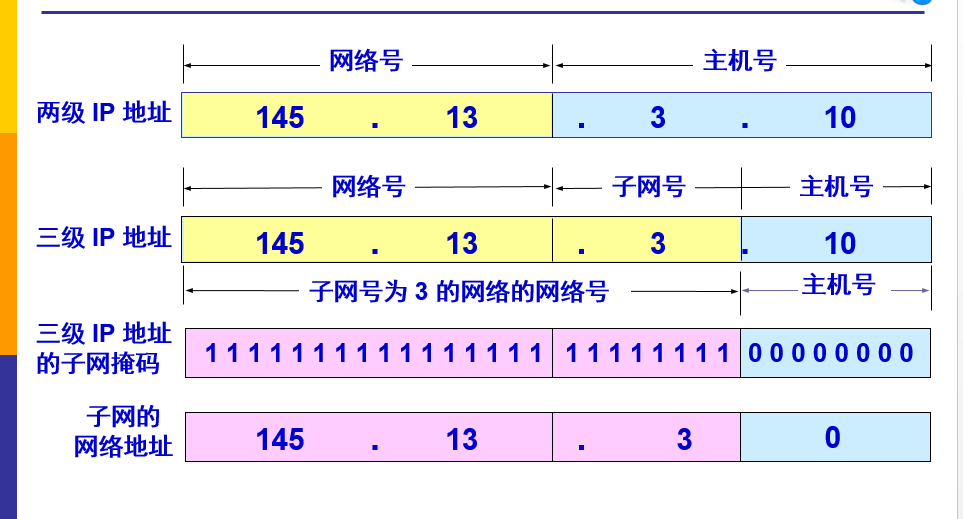 网络号 主机号
两级 IP 地址 145 . 13 . 3 . 10
网络号 子网号 主机号
三级 IP 地址 145 . 13 . 3 . 10
子网号为 3 的网络的网络号 主机号
三级 IP 地址
的子网掩码
1 1 1 1 1 1 1 1 1 1 1 1 1 1 1 1 1 1 1 1 1 1 1 1 0 0 0 0 0 0 0 0
子网的
网络地址
145 . 13 . 3 0